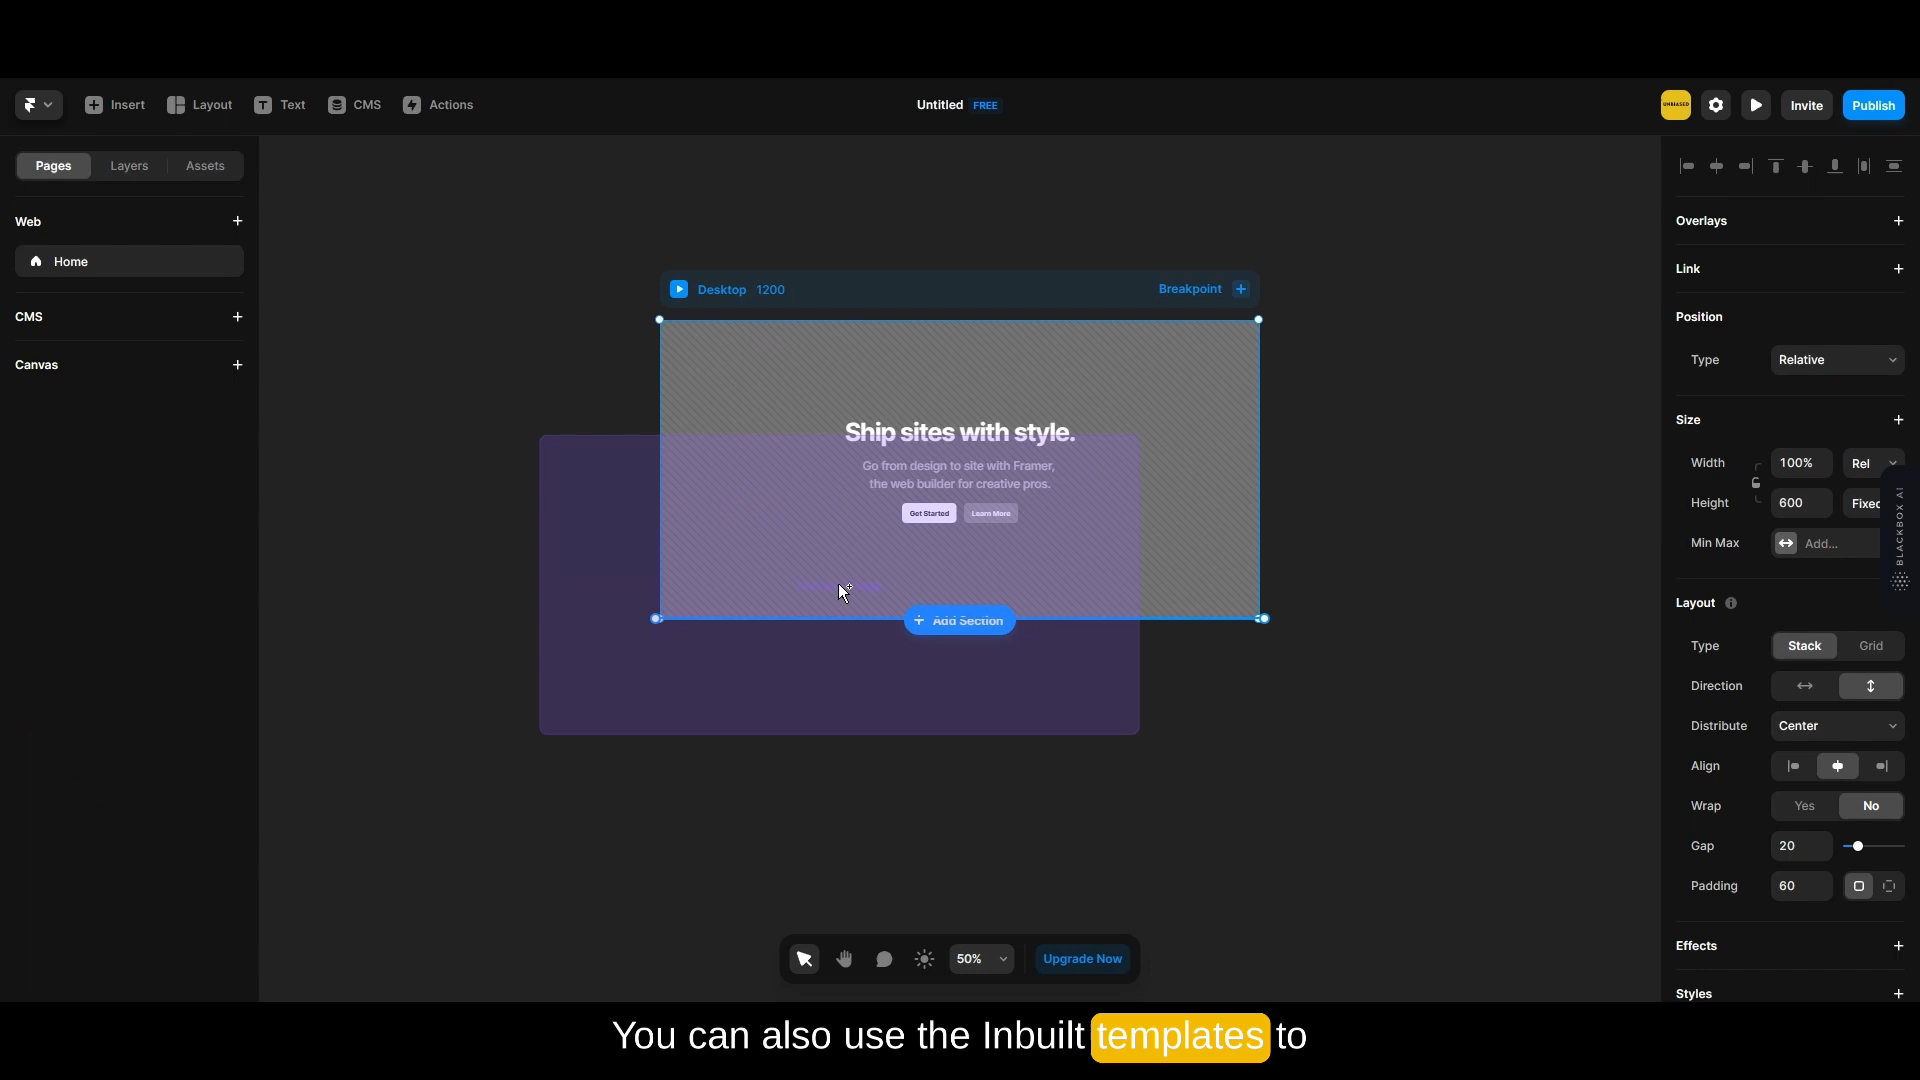 Insert Layout Text CMS Actions Untitled FREE UNBIASED Invite Publish
Pages Layers Assets
Web
Home
CMS
Canvas
Desktop 1200 Breakpoint
Ship sites with style.
Go from design to site with Framer,
the web builder for creative pros.
Get Started Learn More
Add Section
50% Upgrade Now
Overlays
Link
Position
Type Relative
Size
Width 100% Rel
Height 600 Fixed
Min Max Add...
BLACKBOX AI
Layout
Type Stack Grid
Direction
Distribute Center
Align
Wrap Yes No
Gap 20
Padding 60
Effects
Styles
You can also use the Inbuilt templates to